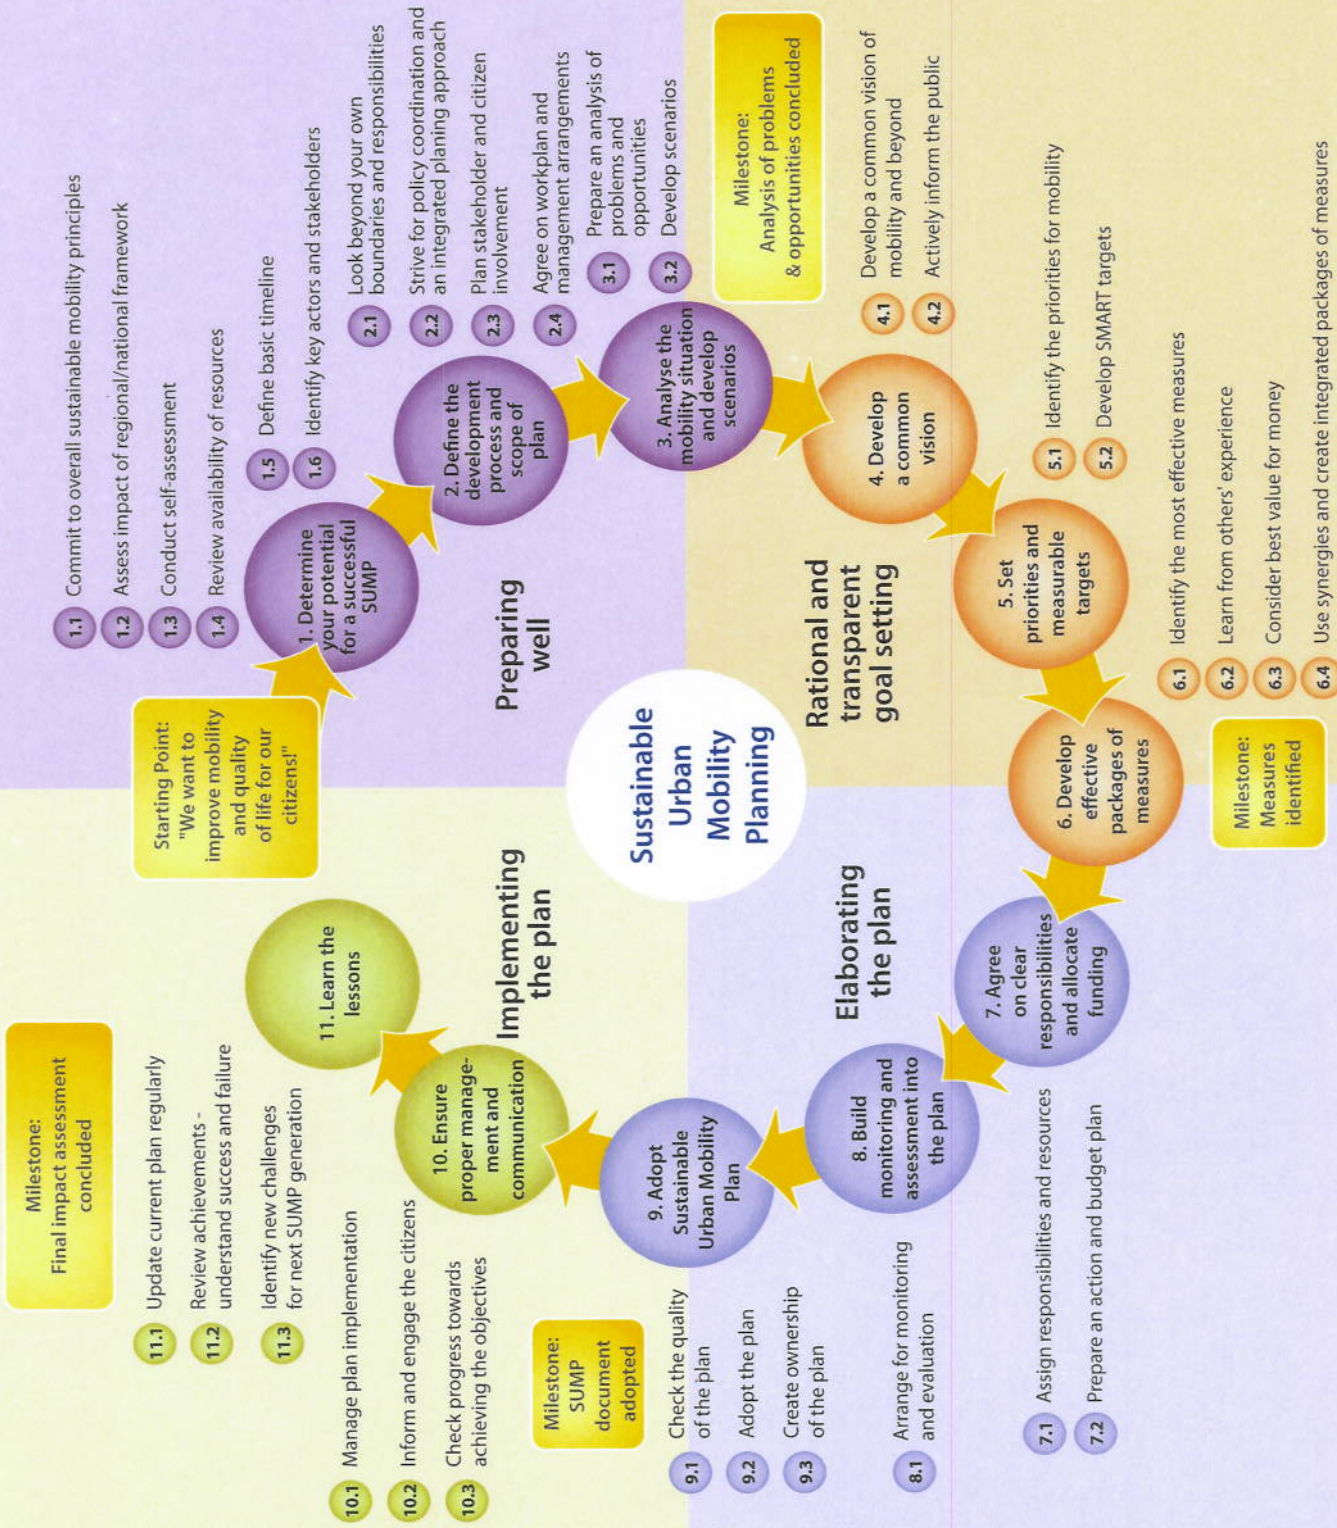 Starting Point:
"We want to
improve mobility
and quality
of life for our
citizens!"
1.1 Commit to overall sustainable mobility principles
1.2 Assess impact of regional/national framework
1.3 Conduct self-assessment
1.4 Review availability of resources
1.5 Define basic timeline
1.6 Identify key actors and stakeholders
1. Determine
your potential
for a successful
SUMP
2.1 Look beyond your own
boundaries and responsibilities
2.2 Strive for policy coordination and
an integrated planing approach
2.3 Plan stakeholder and citizen
involvement
2.4 Agree on workplan and
management arrangements
2. Define the
development
process and
scope of
plan
3.1 Prepare an analysis of
problems and
opportunities
3.2 Develop scenarios
3. Analyse the
mobility situation
and develop
scenarios
Preparing
well
Milestone:
Analysis of problems
& opportunities concluded
4.1 Develop a common vision of
mobility and beyond
4.2 Actively inform the public
4. Develop
a common
vision
5.1 Identify the priorities for mobility
5.2 Develop SMART targets
5. Set
priorities and
measurable
targets
6.1 Identify the most effective measures
6.2 Learn from others' experience
6.3 Consider best value for money
6.4 Use synergies and create integrated packages of measures
6. Develop
effective
packages of
measures
Rational and
transparent
goal setting
Milestone:
Measures
identified
Sustainable
Urban
Mobility
Planning
7. Agree
on clear
responsibilities
and allocate
funding
7.1 Assign responsibilities and resources
7.2 Prepare an action and budget plan
8. Build
monitoring and
assessment into
the plan
8.1 Arrange for monitoring
and evaluation
9. Adopt
Sustainable
Urban Mobility
Plan
9.1 Check the quality
of the plan
9.2 Adopt the plan
9.3 Create ownership
of the plan
Elaborating
the plan
Milestone:
SUMP
document
adopted
10. Ensure
proper manage-
ment and
communication
10.1 Manage plan implementation
10.2 Inform and engage the citizens
10.3 Check progress towards
achieving the objectives
11. Learn the
lessons
11.1 Update current plan regularly
11.2 Review achievements -
understand success and failure
11.3 Identify new challenges
for next SUMP generation
Implementing
the plan
Milestone:
Final impact assessment
concluded